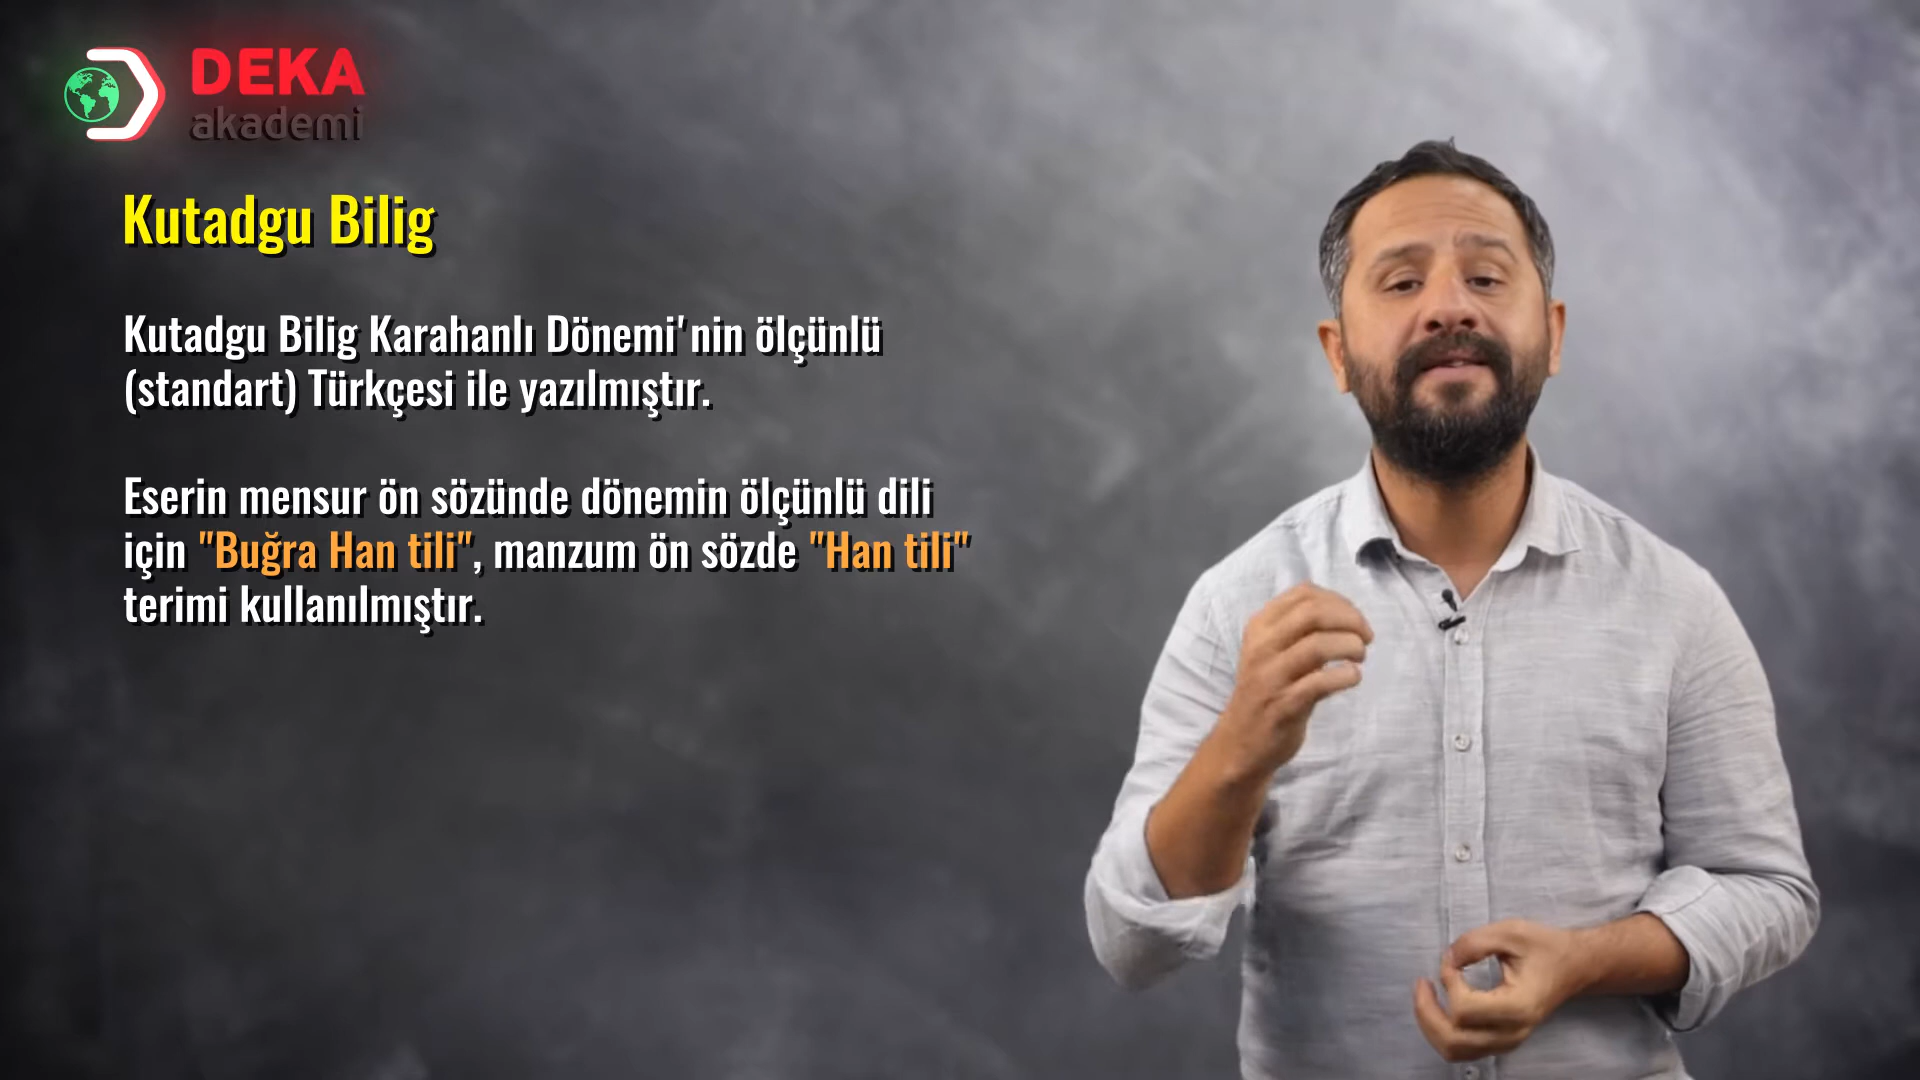 DEKA
akademi
Kutadgu Bilig
Kutadgu Bilig Karahanlı Dönemi'nin ölçünlü
(standart) Türkçesi ile yazılmıştır.
Eserin mensur ön sözünde dönemin ölçünlü dili
için "Buğra Han tili", manzum ön sözde "Han tili"
terimi kullanılmıştır.